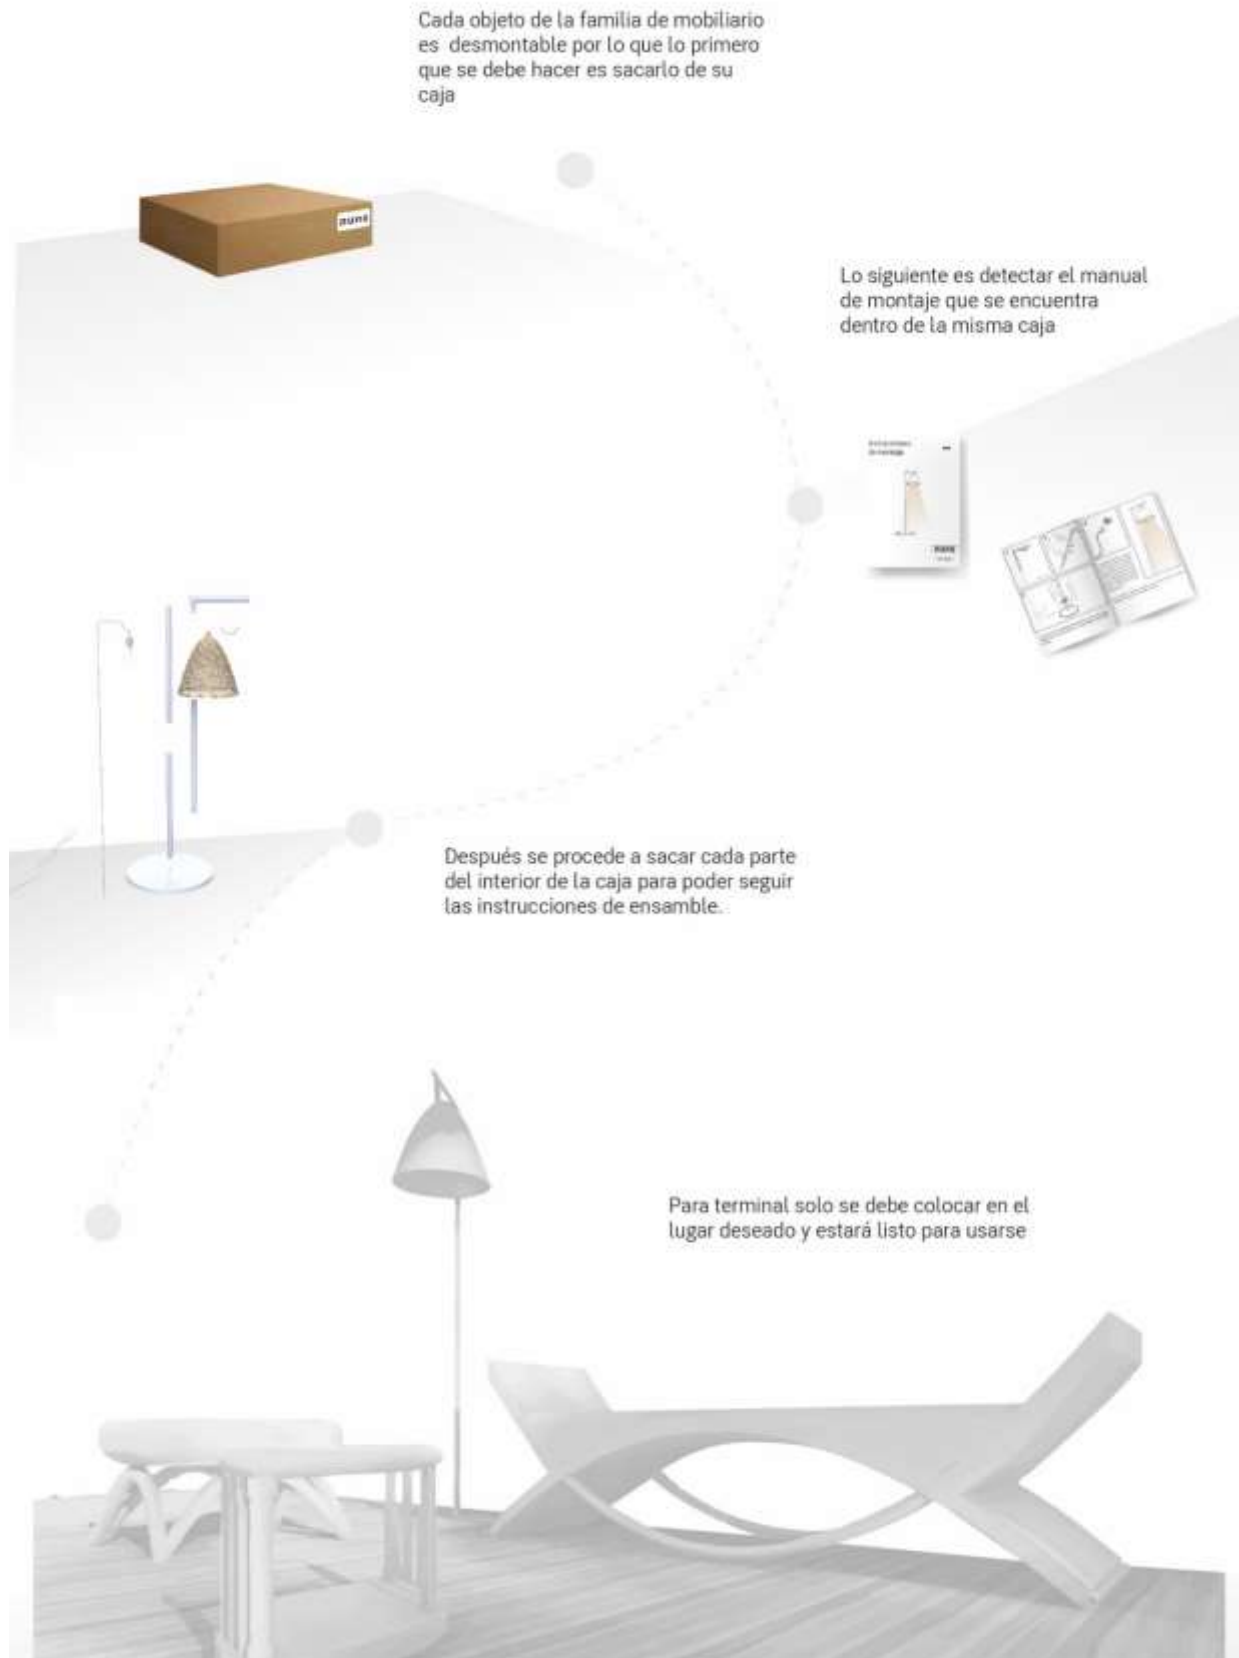 Cada objeto de la familia de mobiliario
es desmontable por lo que lo primero
que se debe hacer es sacarlo de su
caja
Lo siguiente es detectar el manual
de montaje que se encuentra
dentro de la misma caja
Después se procede a sacar cada parte
del interior de la caja para poder seguir
las instrucciones de ensamble.
Para terminal solo se debe colocar en el
lugar deseado y estará listo para usarse